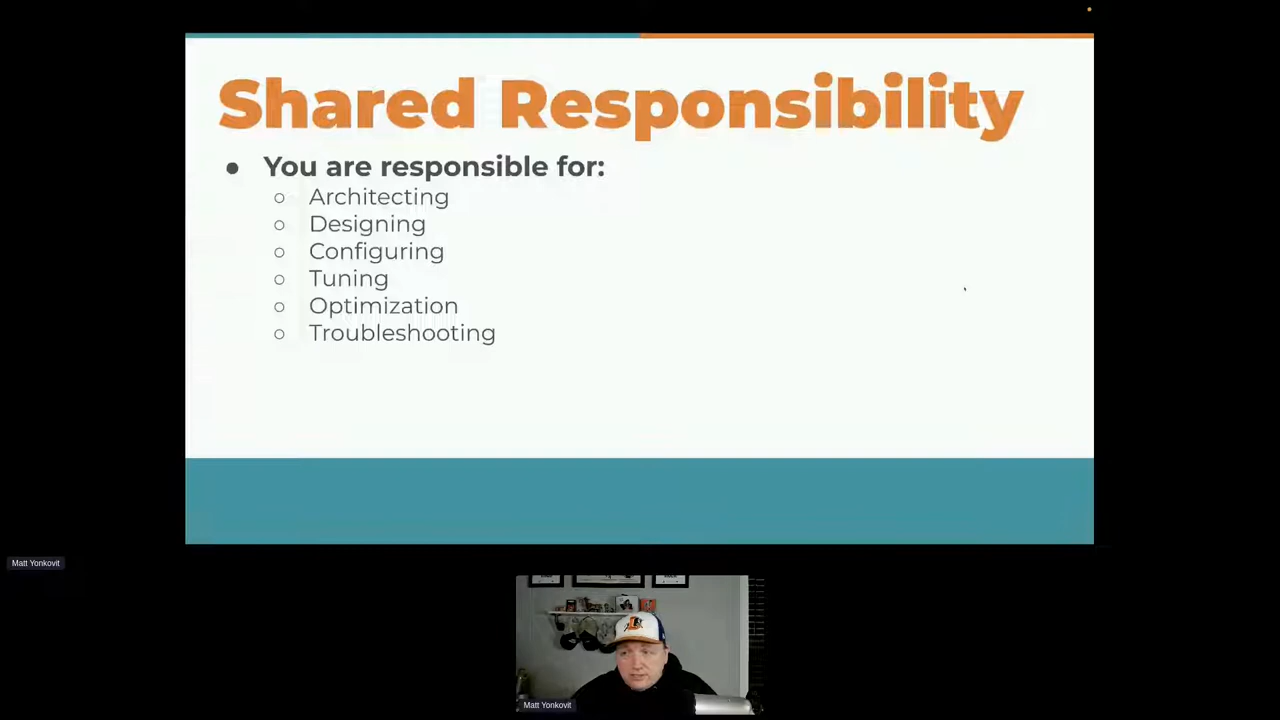 Shared Responsibility
● You are responsible for:
○ Architecting
○ Designing
○ Configuring
○ Tuning
○ Optimization
○ Troubleshooting
Matt Yonkovit
Matt Yonkovit